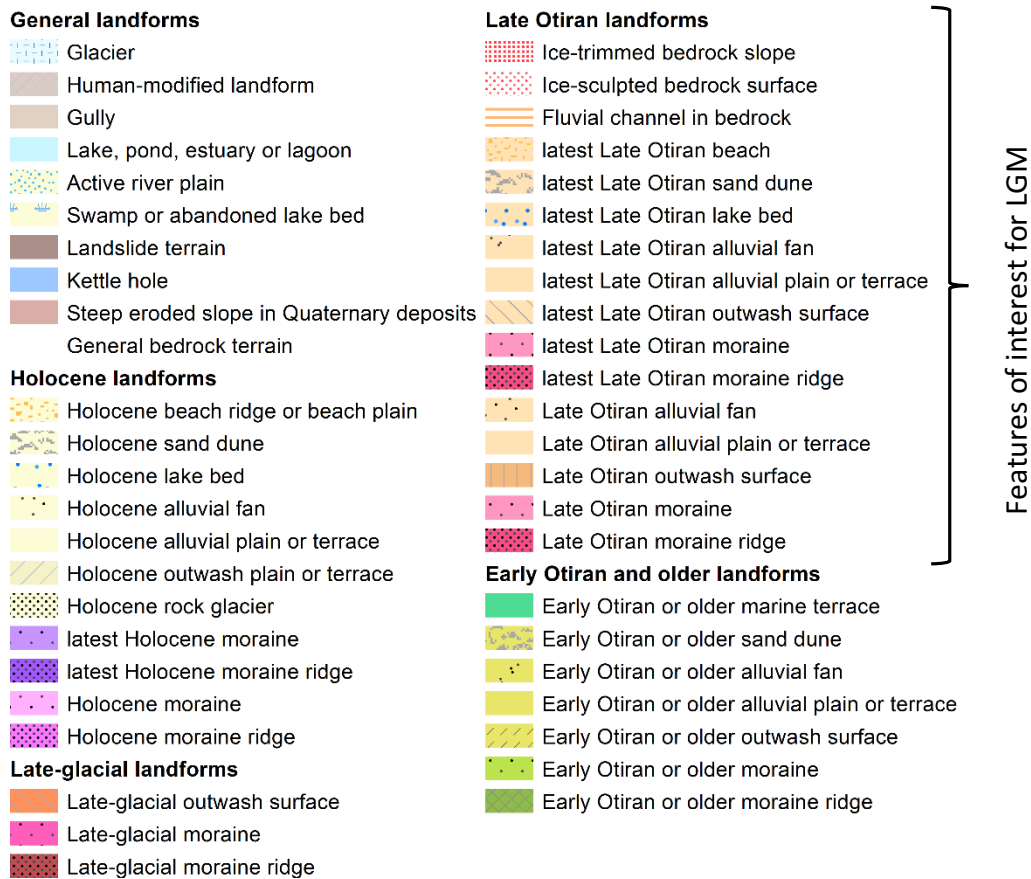 General landforms
Glacier
Human-modified landform
Gully
Lake, pond, estuary or lagoon
Active river plain
Swamp or abandoned lake bed
Landslide terrain
Kettle hole
Steep eroded slope in Quaternary deposits
General bedrock terrain
Holocene landforms
Holocene beach ridge or beach plain
Holocene sand dune
Holocene lake bed
Holocene alluvial fan
Holocene alluvial plain or terrace
Holocene outwash plain or terrace
Holocene rock glacier
latest Holocene moraine
latest Holocene moraine ridge
Holocene moraine
Holocene moraine ridge
Late-glacial landforms
Late-glacial outwash surface
Late-glacial moraine
Late-glacial moraine ridge
Late Otiran landforms
Ice-trimmed bedrock slope
Ice-sculpted bedrock surface
Fluvial channel in bedrock
latest Late Otiran beach
latest Late Otiran sand dune
latest Late Otiran lake bed
latest Late Otiran alluvial fan
latest Late Otiran alluvial plain or terrace
latest Late Otiran outwash surface
latest Late Otiran moraine
latest Late Otiran moraine ridge
Late Otiran alluvial fan
Late Otiran alluvial plain or terrace
Late Otiran outwash surface
Late Otiran moraine
Late Otiran moraine ridge
Early Otiran and older landforms
Early Otiran or older marine terrace
Early Otiran or older sand dune
Early Otiran or older alluvial fan
Early Otiran or older alluvial plain or terrace
Early Otiran or older outwash surface
Early Otiran or older moraine
Early Otiran or older moraine ridge
Features of interest for LGM